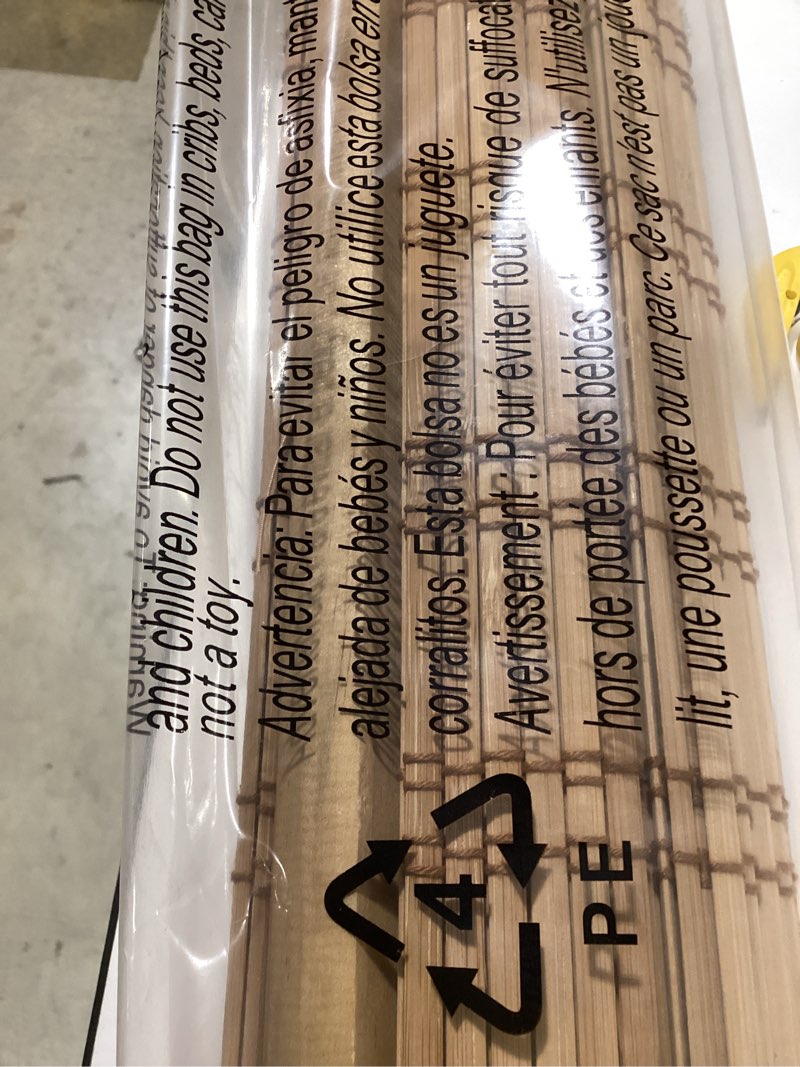 and children. Do not use this bag in cribs, beds,
not a toy.
Advertencia: Para evitar el peligro de asfixia,
alejada de bebés y niños. No utilice esta bolsa en
corralitos. Esta bolsa no es un juguete.
Avertissement : Pour éviter tout risque de
hors de portée des bébés et des enfants. N'utilisez
lit, une poussette ou un parc. Ce sac n'est pas un
4
PE